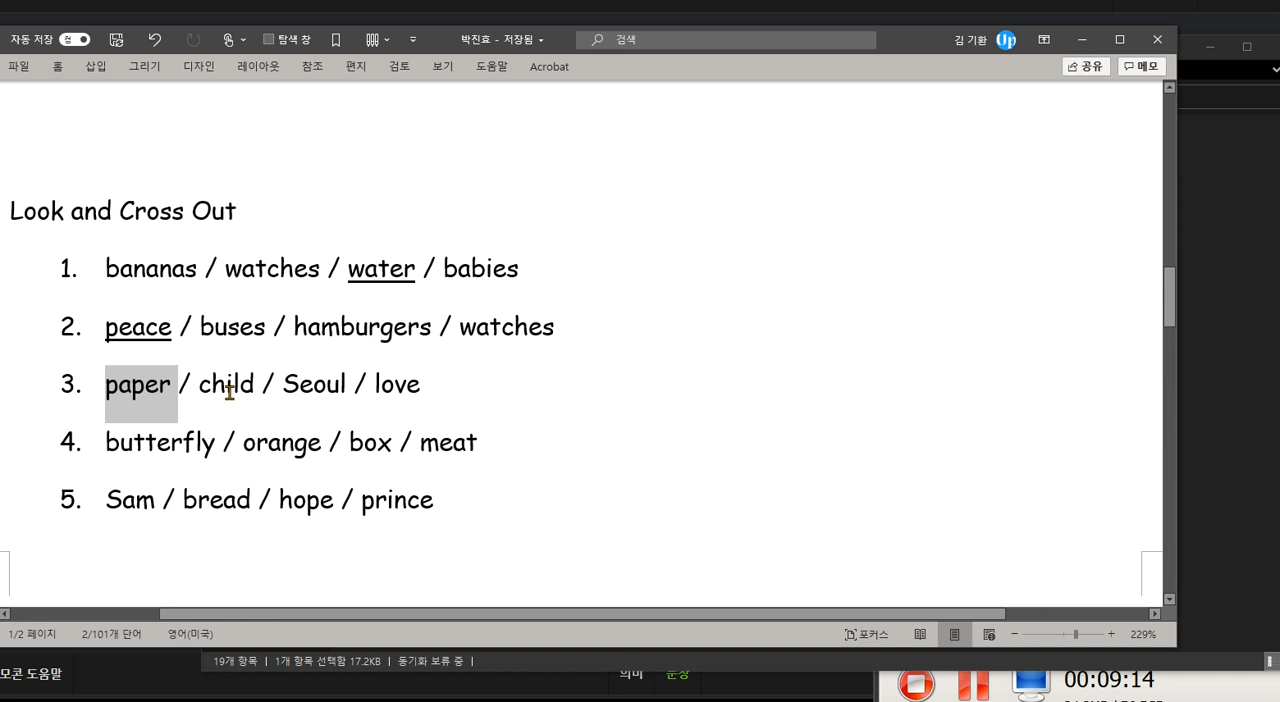 자동 저장 켬 탐색 창 박진효 - 저장됨 검색 김 기환 Up
파일 홈 삽입 그리기 디자인 레이아웃 참조 편지 검토 보기 도움말 Acrobat 공유 메모
Look and Cross Out
1. bananas / watches / water / babies
2. peace / buses / hamburgers / watches
3. paper / child / Seoul / love
4. butterfly / orange / box / meat
5. Sam / bread / hope / prince
1/2 페이지 2/101개 단어 영어(미국) 포커스 229%
19개 항목 | 1개 항목 선택함 17.2KB | 동기화 보류 중 |
모콘 도움말 의미 문장 00:09:14